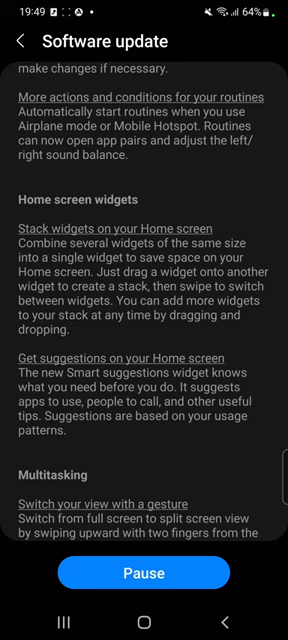 19:49 64%
Software update
make changes if necessary.
More actions and conditions for your routines
Automatically start routines when you use
Airplane mode or Mobile Hotspot. Routines
can now open app pairs and adjust the left/
right sound balance.
Home screen widgets
Stack widgets on your Home screen
Combine several widgets of the same size
into a single widget to save space on your
Home screen. Just drag a widget onto another
widget to create a stack, then swipe to switch
between widgets. You can add more widgets
to your stack at any time by dragging and
dropping.
Get suggestions on your Home screen
The new Smart suggestions widget knows
what you need before you do. It suggests
apps to use, people to call, and other useful
tips. Suggestions are based on your usage
patterns.
Multitasking
Switch your view with a gesture
Switch from full screen to split screen view
by swiping upward with two fingers from the
Pause